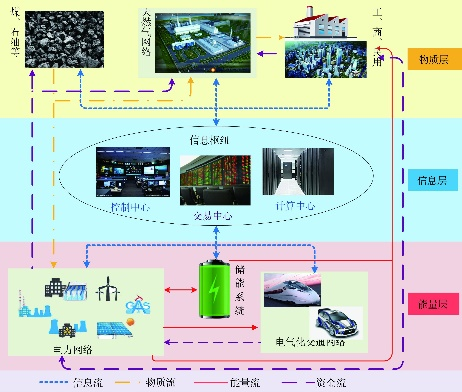 煤、石油等
天然气网络
工、商、民用
物质层
信息枢纽
控制中心
交易中心
计算中心
信息层
储能系统
GAS
电力网络
电气化交通网络
能量层
信息流
物质流
能量流
资金流